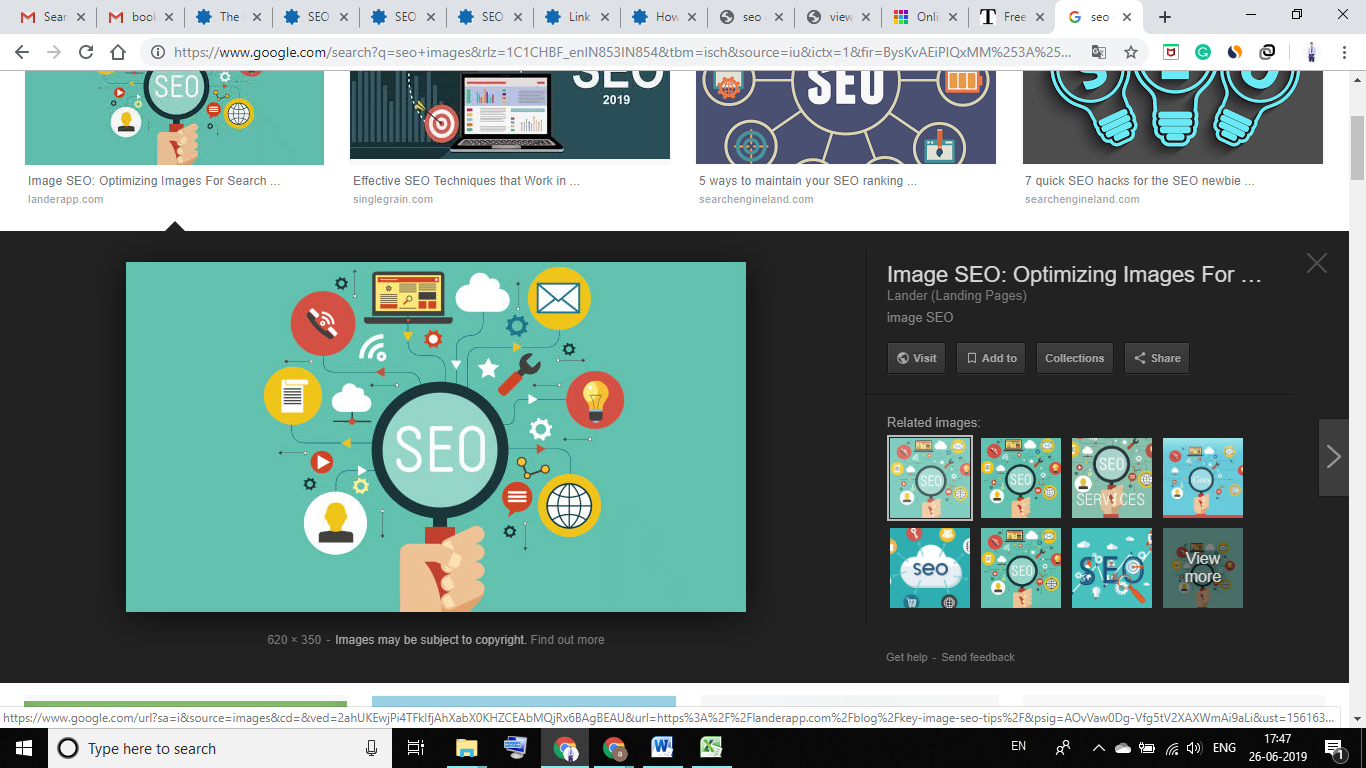 Sear
book
The
SEO
SEO
SEO
Link
How
seo
view
Onli
Free
seo
https://www.google.com/search?q=seo+images&rlz=1C1CHBF_enIN853IN854&tbm=isch&source=iu&ictx=1&fir=BysKvAEiPIQxMM%253A%25...
SEO
SEO
2019
SEO
Image SEO: Optimizing Images For Search ...
landerapp.com
Effective SEO Techniques that Work in ...
singlegrain.com
5 ways to maintain your SEO ranking ...
searchengineland.com
7 quick SEO hacks for the SEO newbie ...
searchengineland.com
SEO
620 × 350 - Images may be subject to copyright. Find out more
Image SEO: Optimizing Images For ...
Lander (Landing Pages)
image SEO
Visit
Add to
Collections
Share
Related images:
SEO
SEO
SEO
SERVICES
seo
SEO
SEO
View
more
Get help - Send feedback
https://www.google.com/url?sa=i&source=images&cd=&ved=2ahUKEwjPi4TFkIfjAhXabX0KHZCEAbMQjRx6BAgBEAU&url=https%3A%2F%2Flanderapp.com%2Fblog%2Fkey-image-seo-tips%2F&psig=AOvVaw0Dg-Vfg5tV2XAXWmAi9aLi&ust=156163...
Type here to search
EN
ENG
17:47
26-06-2019
1